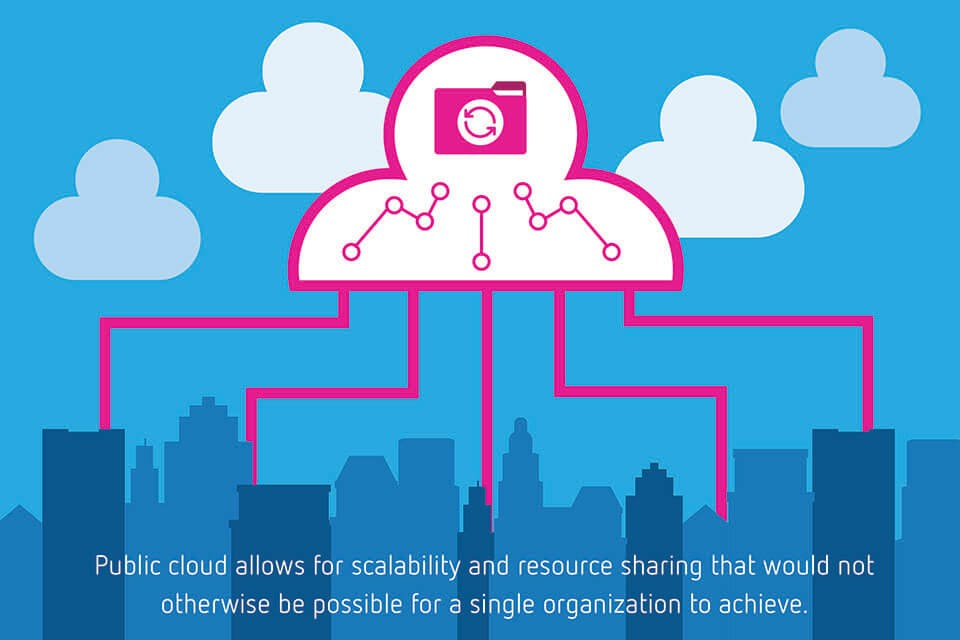 Public cloud allows for scalability and resource sharing that would not
otherwise be possible for a single organization to achieve.